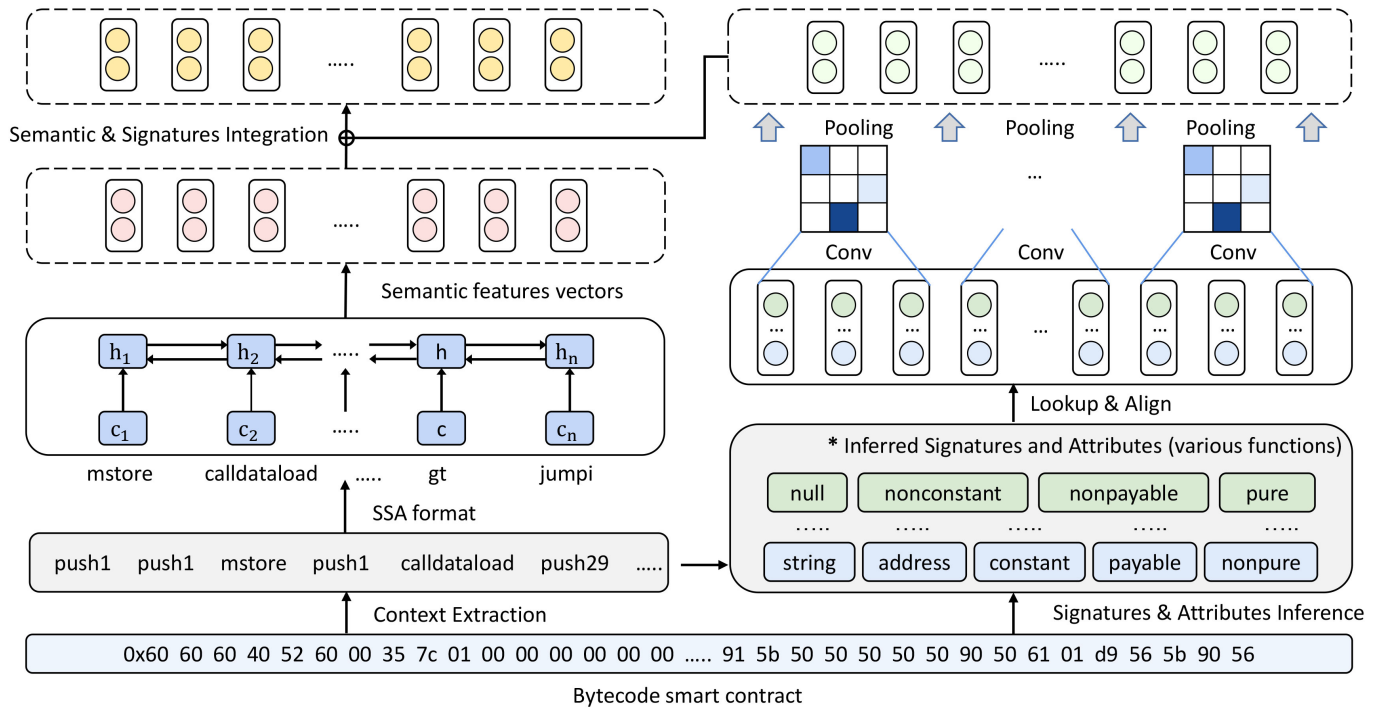 .....
.....
Semantic & Signatures Integration
Pooling
Pooling
Pooling
...
.....
Conv
Conv
Conv
Semantic features vectors
... ... ... ... ... ... ... ... ...
h1 h2 ..... h hn
c1 c2 ..... c cn
Lookup & Align
mstore calldataload ..... gt jumpi
* Inferred Signatures and Attributes (various functions)
null nonconstant nonpayable pure
..... ..... ..... ..... .....
string address constant payable nonpure
SSA format
push1 push1 mstore push1 calldataload push29 .....
Context Extraction
Signatures & Attributes Inference
0x60 60 60 40 52 60 00 35 7c 01 00 00 00 00 00 00 ..... 91 5b 50 50 50 50 50 90 50 61 01 d9 56 5b 90 56
Bytecode smart contract